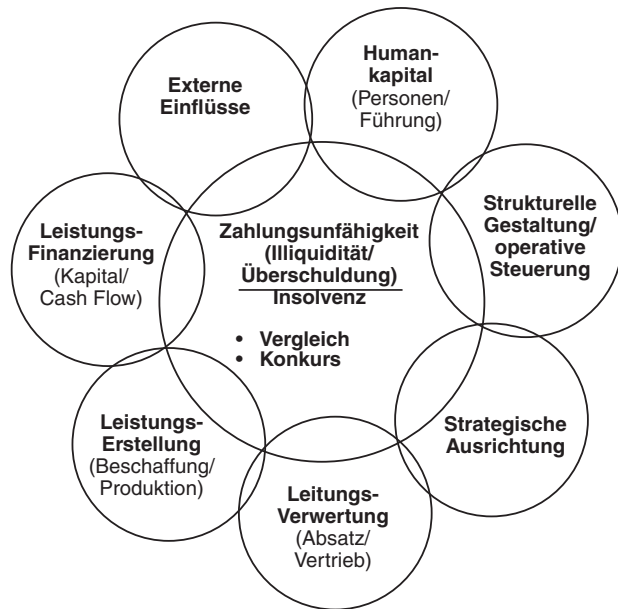 Externe
Einflüsse
Human-
kapital
(Personen/
Führung)
Strukturelle
Gestaltung/
operative
Steuerung
Strategische
Ausrichtung
Leitungs-
Verwertung
(Absatz/
Vertrieb)
Leistungs-
Erstellung
(Beschaffung/
Produktion)
Leistungs-
Finanzierung
(Kapital/
Cash Flow)
Zahlungsunfähigkeit
(Illiquidität/
Überschuldung)
Insolvenz
• Vergleich
• Konkurs